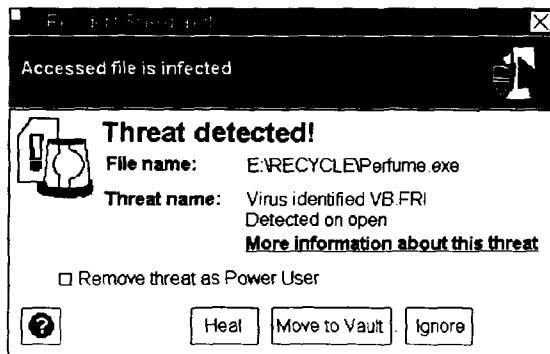 Accessed file is infected
Threat detected!
File name: E:\RECYCLE\Perfume.exe
Threat name: Virus identified VB.FRI
Detected on open
More information about this threat
Remove threat as Power User
Heal Move to Vault Ignore